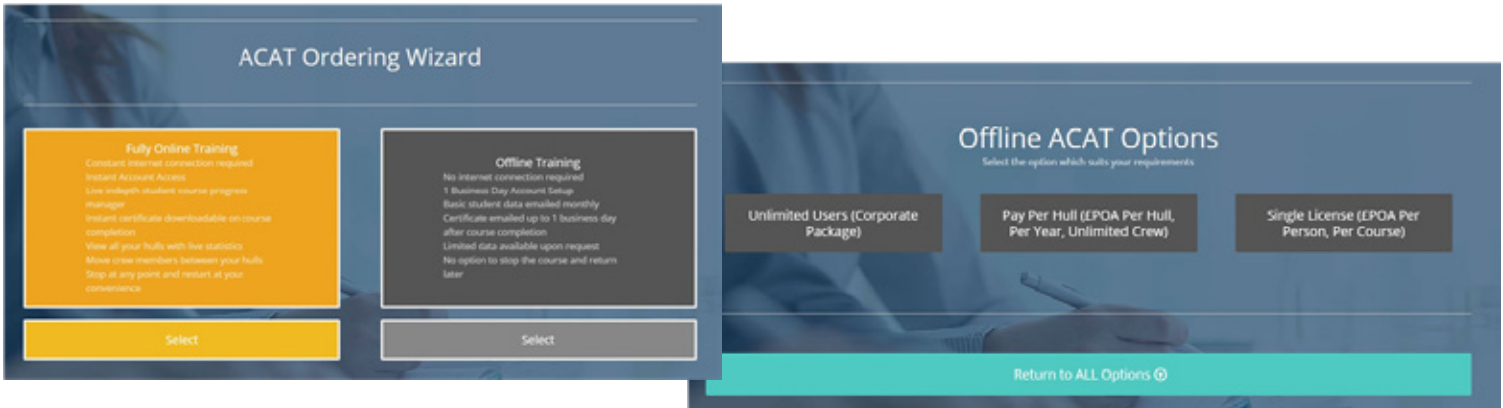 ACAT Ordering Wizard
Fully Online Training
Constant internet connection required
Instant Account Access
Live indepth student course progress
manager
Instant certificate downloadable on course
completion
View all your hulls with live statistics
Move crew members between your hulls
Stop at any point and restart at your
convenience
Select
Offline Training
No internet connection required
1 Business Day Account Setup
Basic student data emailed monthly
Certificate emailed up to 1 business day
after course completion
Limited data available upon request
No option to stop the course and return
later
Select
Offline ACAT Options
Select the option which suits your requirements
Unlimited Users (Corporate
Package)
Pay Per Hull (£POA Per Hull,
Per Year, Unlimited Crew)
Single License (£POA Per
Person, Per Course)
Return to ALL Options